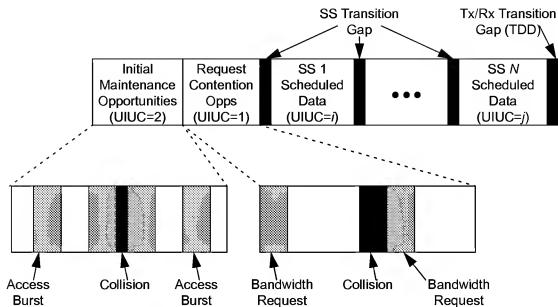 SS Transition
Gap
Tx/Rx Transition
Gap (TDD)
Initial
Maintenance
Opportunities
(UIUC=2)
Request
Contention
Opps
(UIUC=1)
SS 1
Scheduled
Data
(UIUC=i)
SS N
Scheduled
Data
(UIUC=j)
Access
Burst
Collision
Access
Burst
Bandwidth
Request
Collision
Bandwidth
Request